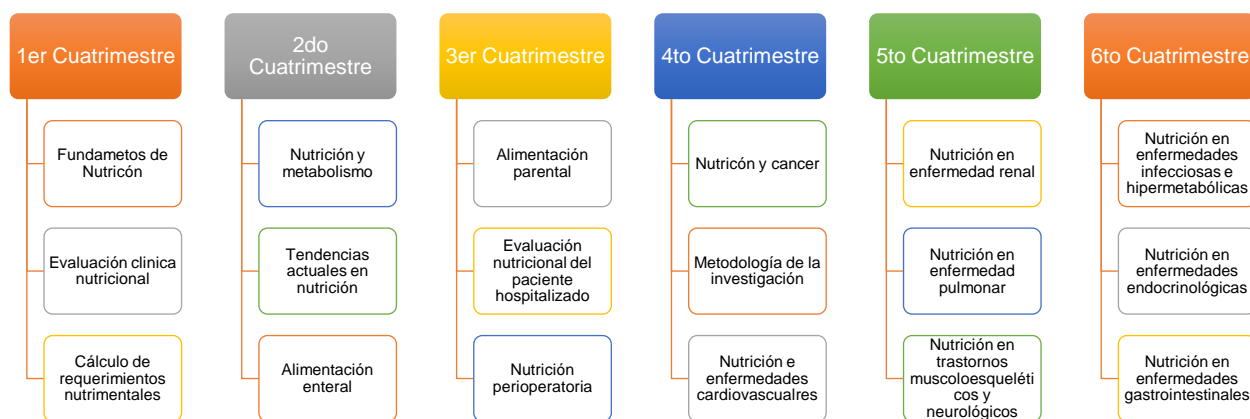 1er Cuatrimestre
Fundametos de
Nutricón
Evaluación clinica
nutricional
Cálculo de
requerimientos
nutrimentales
2do
Cuatrimestre
Nutrición y
metabolismo
Tendencias
actuales en
nutrición
Alimentación
enteral
3er Cuatrimestre
Alimentación
parental
Evaluación
nutricional del
paciente
hospitalizado
Nutrición
perioperatoria
4to Cuatrimestre
Nutricón y cancer
Metodología de la
investigación
Nutrición e
enfermedades
cardiovascualres
5to Cuatrimestre
Nutrición en
enfermedad renal
Nutrición en
enfermedad
pulmonar
Nutrición en
trastornos
muscoloesqueléti
cos y
neurológicos
6to Cuatrimestre
Nutrición en
enfermedades
infecciosas e
hipermetabólicas
Nutrición en
enfermedades
endocrinológicas
Nutrición en
enfermedades
gastrointestinales